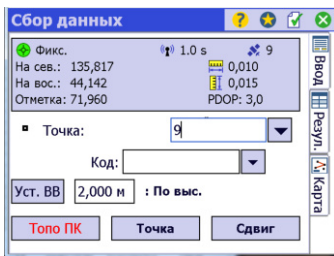 Сбор данных
Фикс. 1.0 s 9
На сев.: 135,817 0,010
На вос.: 44,142 0,015
Отметка: 71,960 PDOP: 3,0
Точка: 9
Код:
Уст. ВВ 2,000 м : По выс.
Топо ПК Точка Сдвиг
Ввод
Резул.
Карта